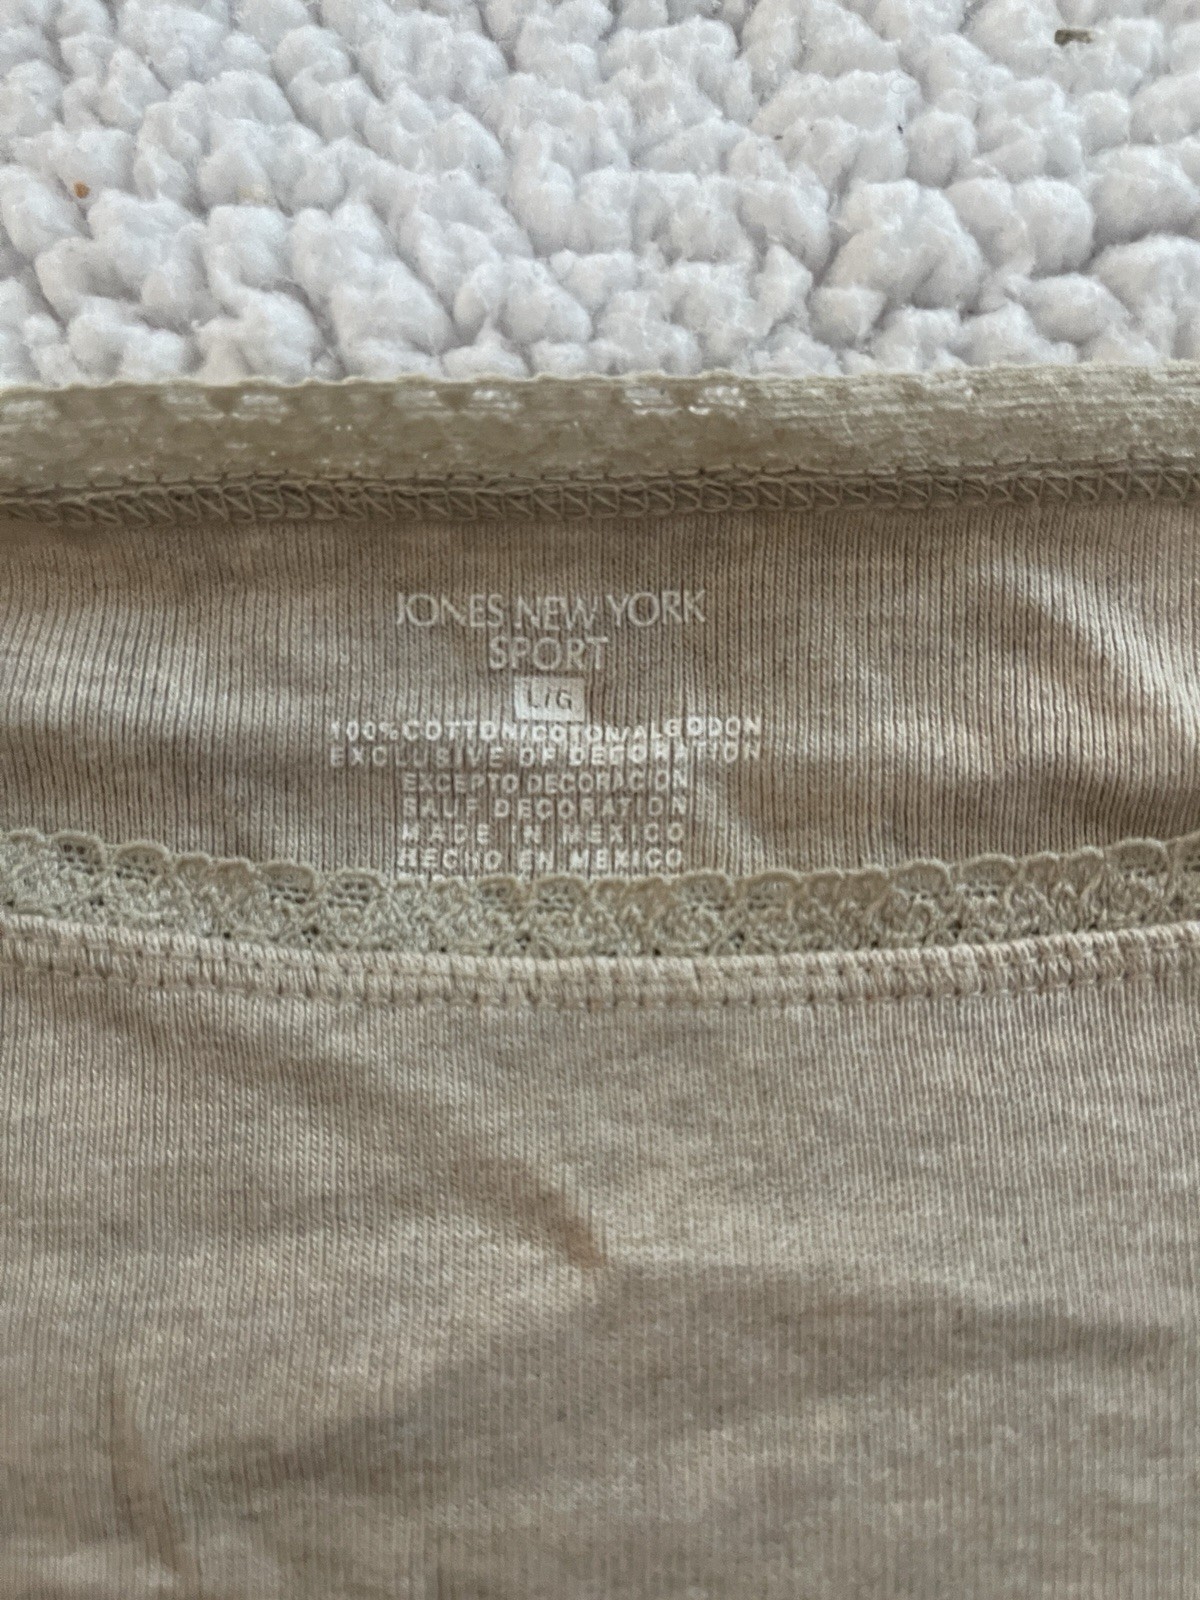 JONES NEW YORK
SPORT
L/G
100% COTTON/COTON/ALGODON
EXCLUSIVE OF DECORATION
EXCEPTO DECORACION
SAUF DECORATION
MADE IN MEXICO
HECHO EN MEXICO